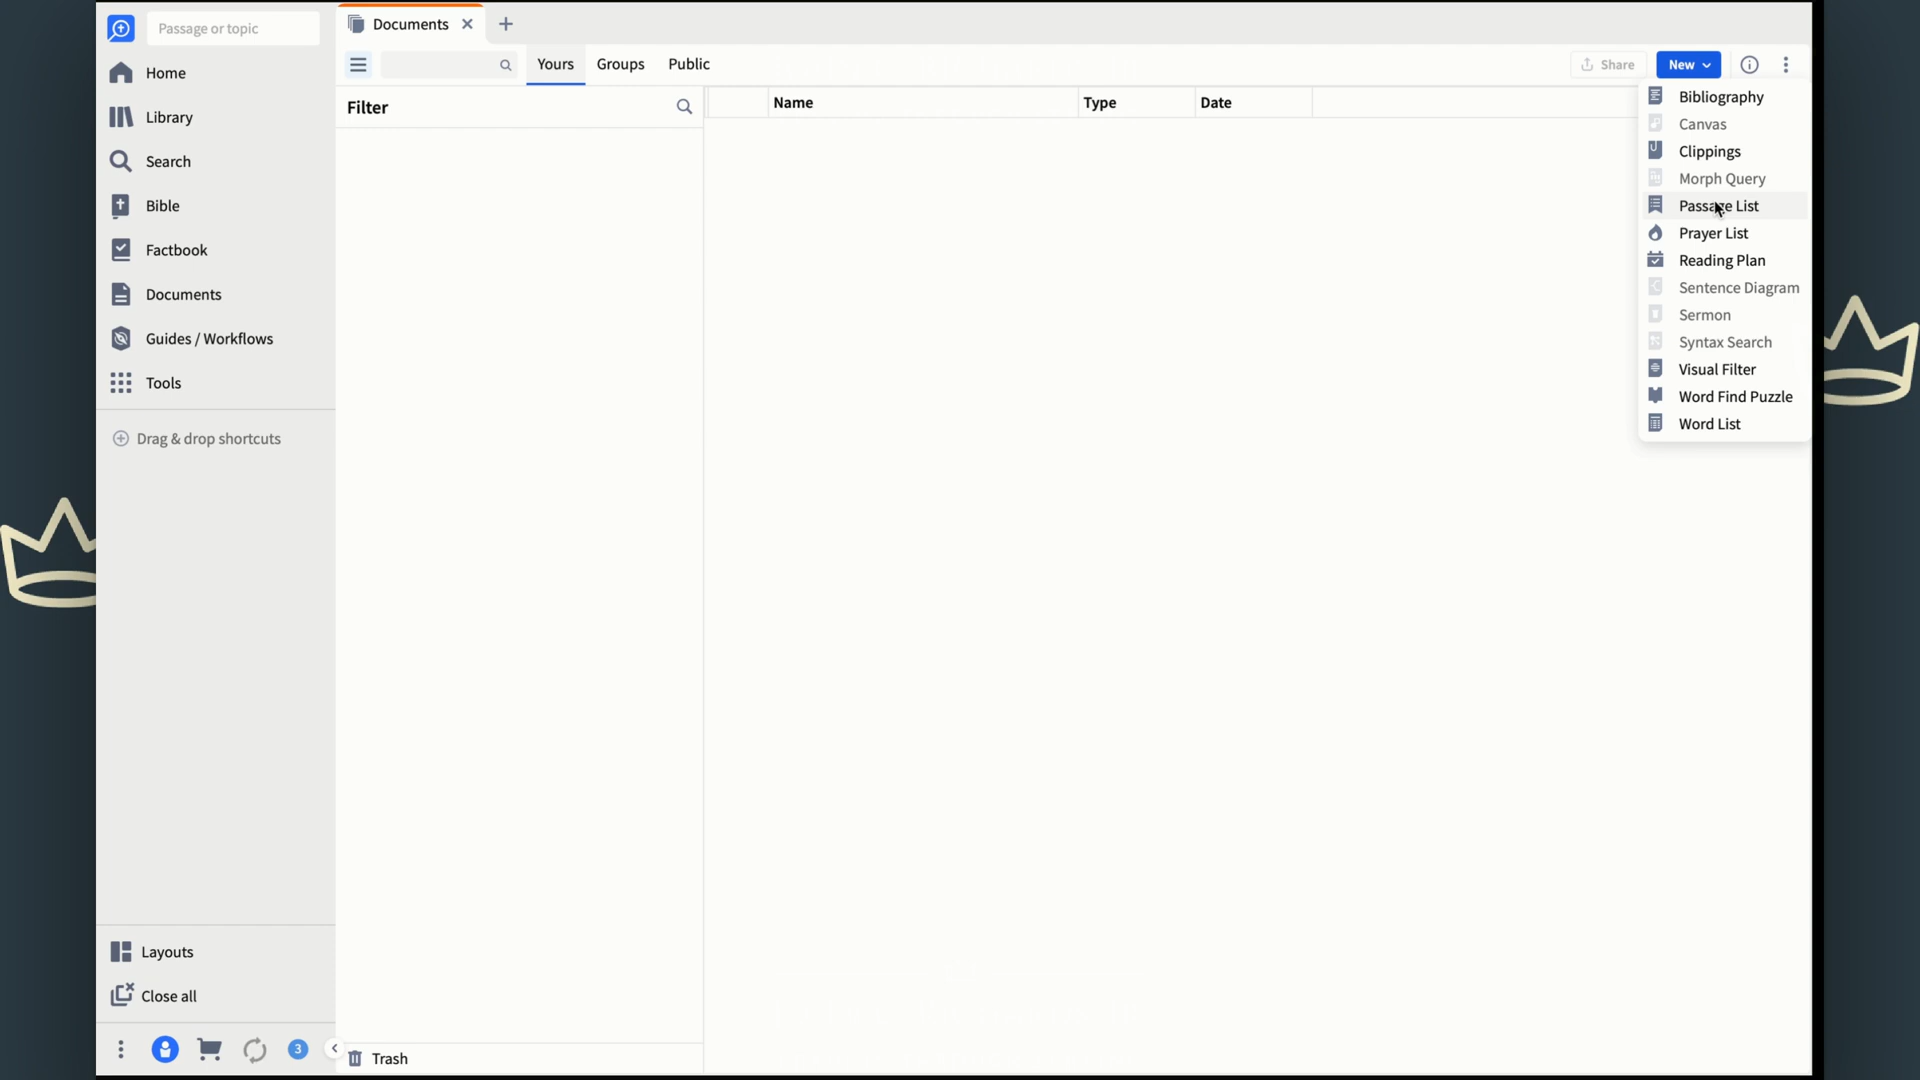 Passage or topic
Home
Library
Search
Bible
Factbook
Documents
Guides / Workflows
Tools
Drag & drop shortcuts
Layouts
Close all
3
Documents
Yours
Groups
Public
Share
New
Filter
Name
Type
Date
Trash
Bibliography
Canvas
Clippings
Morph Query
Passage List
Prayer List
Reading Plan
Sentence Diagram
Sermon
Syntax Search
Visual Filter
Word Find Puzzle
Word List